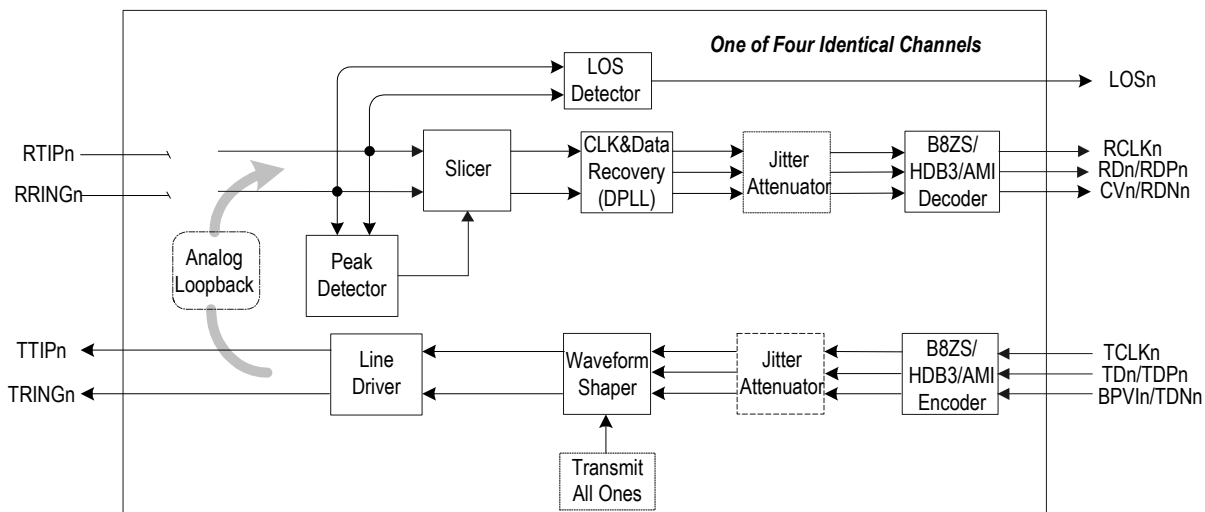 One of Four Identical Channels
LOS
Detector
LOSn
RTIPn
RRINGn
Slicer
CLK&Data
Recovery
(DPLL)
Jitter
Attenuator
B8ZS/
HDB3/AMI
Decoder
RCLKn
RDn/RDPn
CVn/RDNn
Analog
Loopback
Peak
Detector
TTIPn
TRINGn
Line
Driver
Waveform
Shaper
Jitter
Attenuator
B8ZS/
HDB3/AMI
Encoder
TCLKn
TDn/TDPn
BPVIn/TDNn
Transmit
All Ones